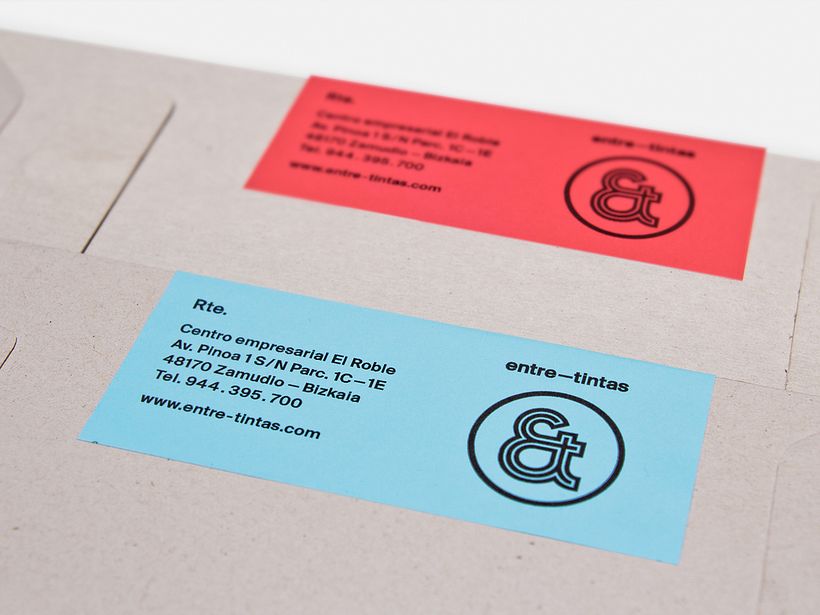 Rte.
Centro empresarial El Roble
Av. Pinoa 1 S/N Parc. 1C—1E
48170 Zamudio — Bizkaia
Tel. 944 . 395 . 700
www.entre-tintas.com
entre—tintas
&
Rte.
Centro empresarial El Roble
Av. Pinoa 1 S/N Parc. 1C—1E
48170 Zamudio — Bizkaia
Tel. 944 . 395 . 700
www.entre-tintas.com
entre—tintas
&